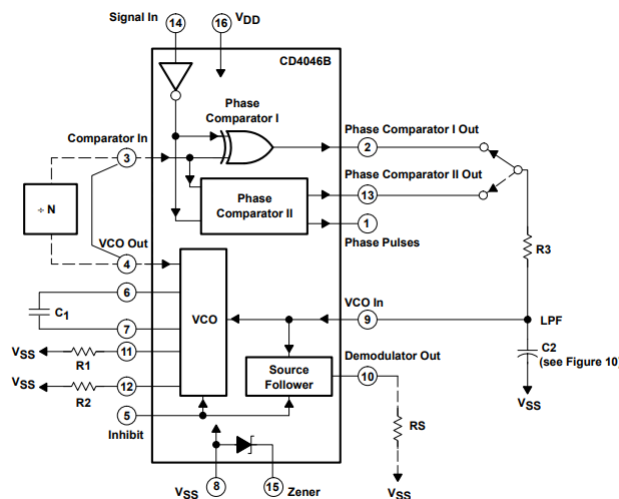 Signal In
14
16
VDD
CD4046B
Phase
Comparator I
Comparator In
3
Phase Comparator I Out
2
Phase Comparator II Out
13
Phase
Comparator II
÷ N
1
Phase Pulses
R3
VCO Out
4
6
C1
VCO
VCO In
9
LPF
7
C2
(see Figure 10)
VSS
11
R1
Demodulator Out
Source
Follower
10
VSS
12
R2
VSS
5
Inhibit
RS
VSS
8
15
Zener
VSS